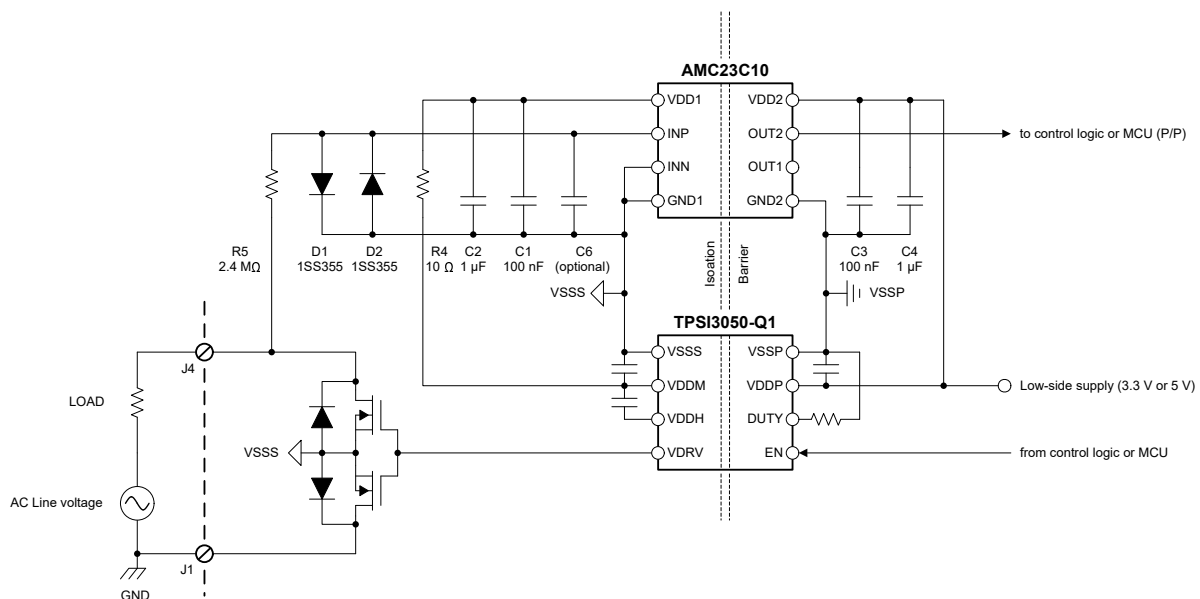 AMC23C10
VDD1
VDD2
INP
OUT2
to control logic or MCU (P/P)
INN
OUT1
GND1
GND2
R5
2.4 MΩ
D1
1SS355
D2
1SS355
R4
10 Ω
C2
1 µF
C1
100 nF
C6
(optional)
C3
100 nF
C4
1 µF
Isoation
Barrier
VSSS
VSSP
TPSI3050-Q1
VSSS
VSSP
J4
VDDM
VDDP
Low-side supply (3.3 V or 5 V)
LOAD
VDDH
DUTY
VSSS
VDRV
EN
from control logic or MCU
AC Line voltage
J1
GND